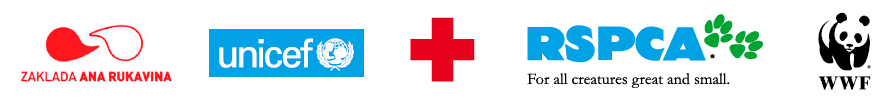 ZAKLADA ANA RUKAVINA
unicef
RSPCA
For all creatures great and small.
WWF